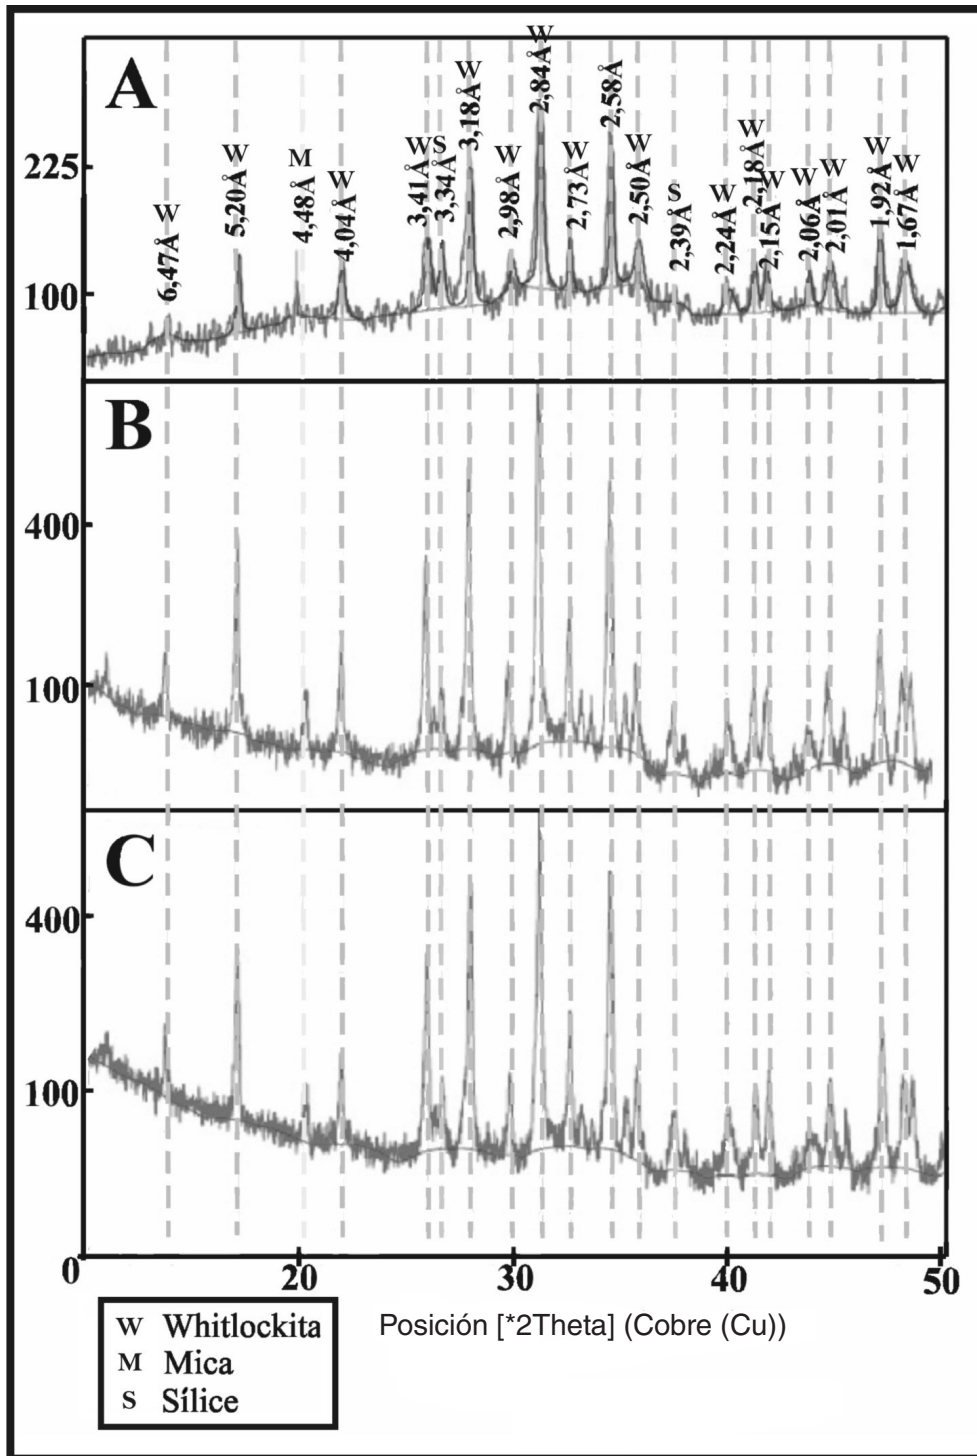 A
W 6,47Å
W 5,20Å
M 4,48Å
W 4,04Å
W 3,41Å
S 3,34Å
W 3,18Å
W 2,98Å
W 2,84Å
W 2,73Å
2,58Å
W 2,50Å
S 2,39Å
W 2,24Å
W 2,18Å
W 2,15Å
W 2,06Å
W 2,01Å
W 1,92Å
W 1,67Å
225
100
B
400
100
C
400
100
0
20
30
40
50
Posición [*2Theta] (Cobre (Cu))
W Whitlockita
M Mica
S Sílice